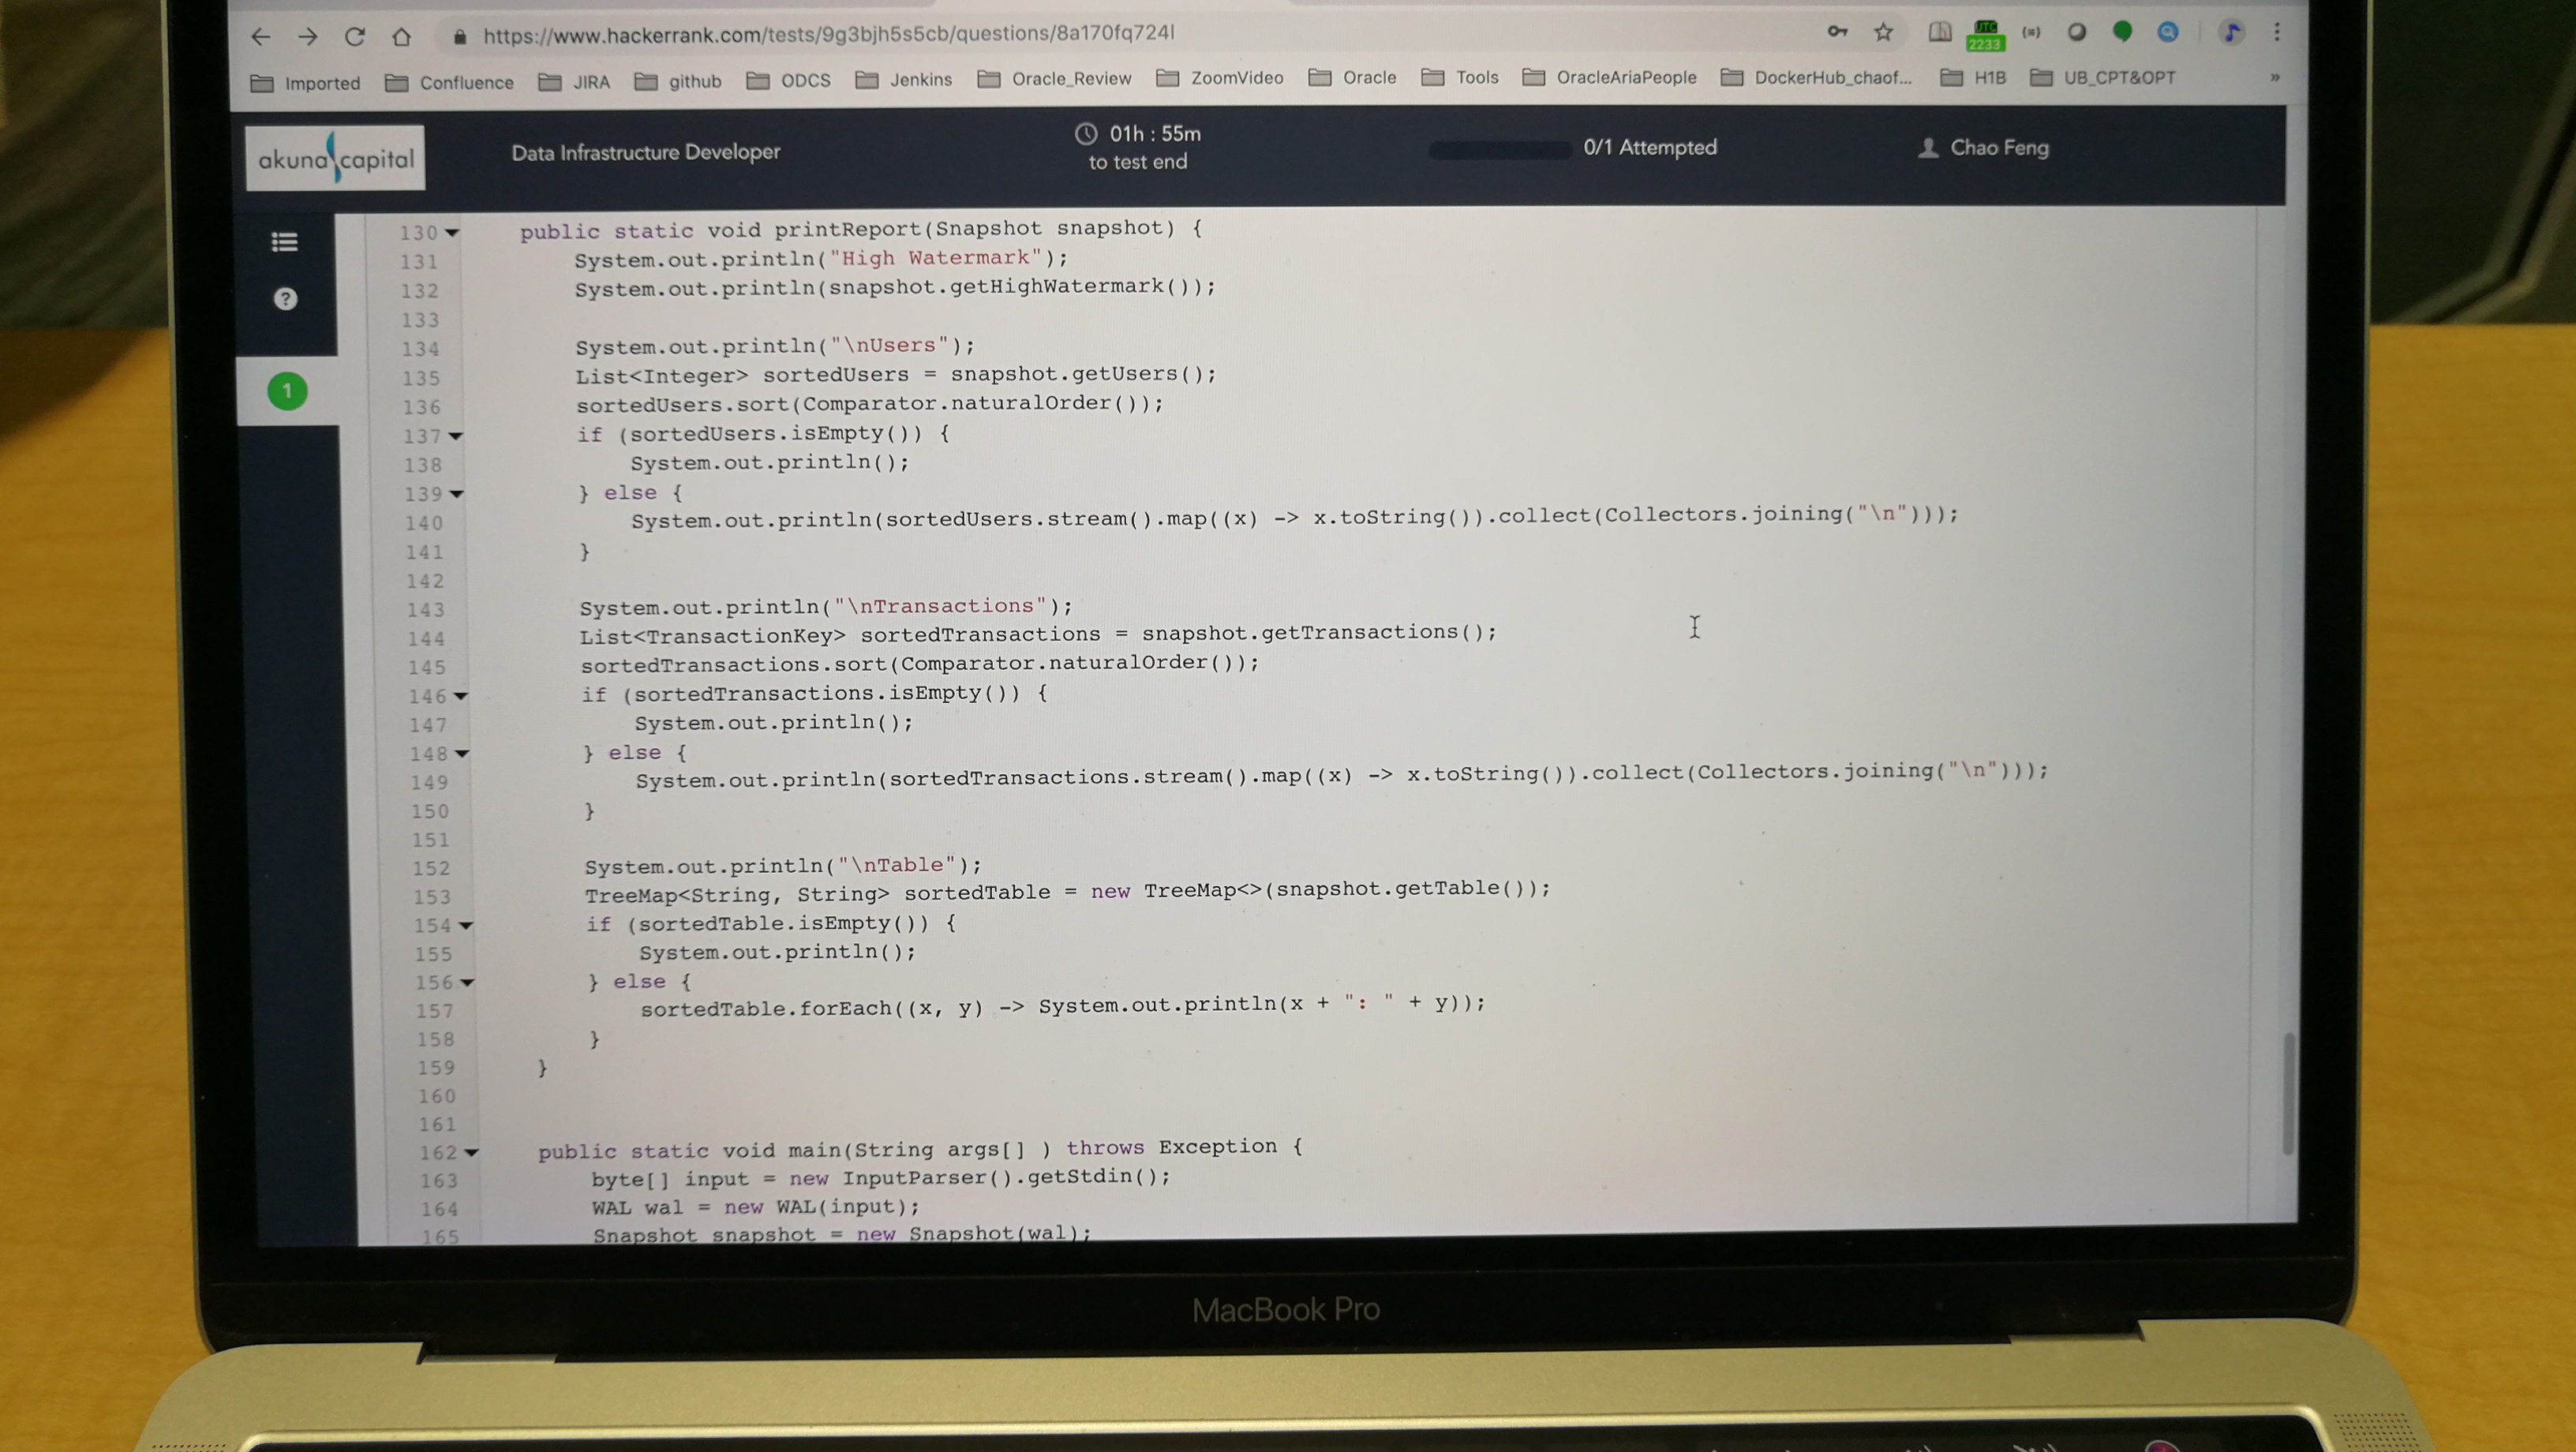 https://www.hackerrank.com/tests/9g3bjh5s5cb/questions/8a170fq724l
UTC
2233
Imported Confluence JIRA github ODCS Jenkins Oracle_Review ZoomVideo Oracle Tools OracleAriaPeople DockerHub_chaof... H1B UB_CPT&OPT »
akuna capital
Data Infrastructure Developer
01h : 55m
to test end
0/1 Attempted
Chao Feng
?
1
130 public static void printReport(Snapshot snapshot) {
131 System.out.println("High Watermark");
132 System.out.println(snapshot.getHighWatermark());
133
134 System.out.println("\nUsers");
135 List<Integer> sortedUsers = snapshot.getUsers();
136 sortedUsers.sort(Comparator.naturalOrder());
137 if (sortedUsers.isEmpty()) {
138 System.out.println();
139 } else {
140 System.out.println(sortedUsers.stream().map((x) -> x.toString()).collect(Collectors.joining("\n")));
141 }
142
143 System.out.println("\nTransactions");
144 List<TransactionKey> sortedTransactions = snapshot.getTransactions();
145 sortedTransactions.sort(Comparator.naturalOrder());
146 if (sortedTransactions.isEmpty()) {
147 System.out.println();
148 } else {
149 System.out.println(sortedTransactions.stream().map((x) -> x.toString()).collect(Collectors.joining("\n")));
150 }
151
152 System.out.println("\nTable");
153 TreeMap<String, String> sortedTable = new TreeMap<>(snapshot.getTable());
154 if (sortedTable.isEmpty()) {
155 System.out.println();
156 } else {
157 sortedTable.forEach((x, y) -> System.out.println(x + ": " + y));
158 }
159 }
160
161
162 public static void main(String args[] ) throws Exception {
163 byte[] input = new InputParser().getStdin();
164 WAL wal = new WAL(input);
165 Snapshot snapshot = new Snapshot(wal);
MacBook Pro